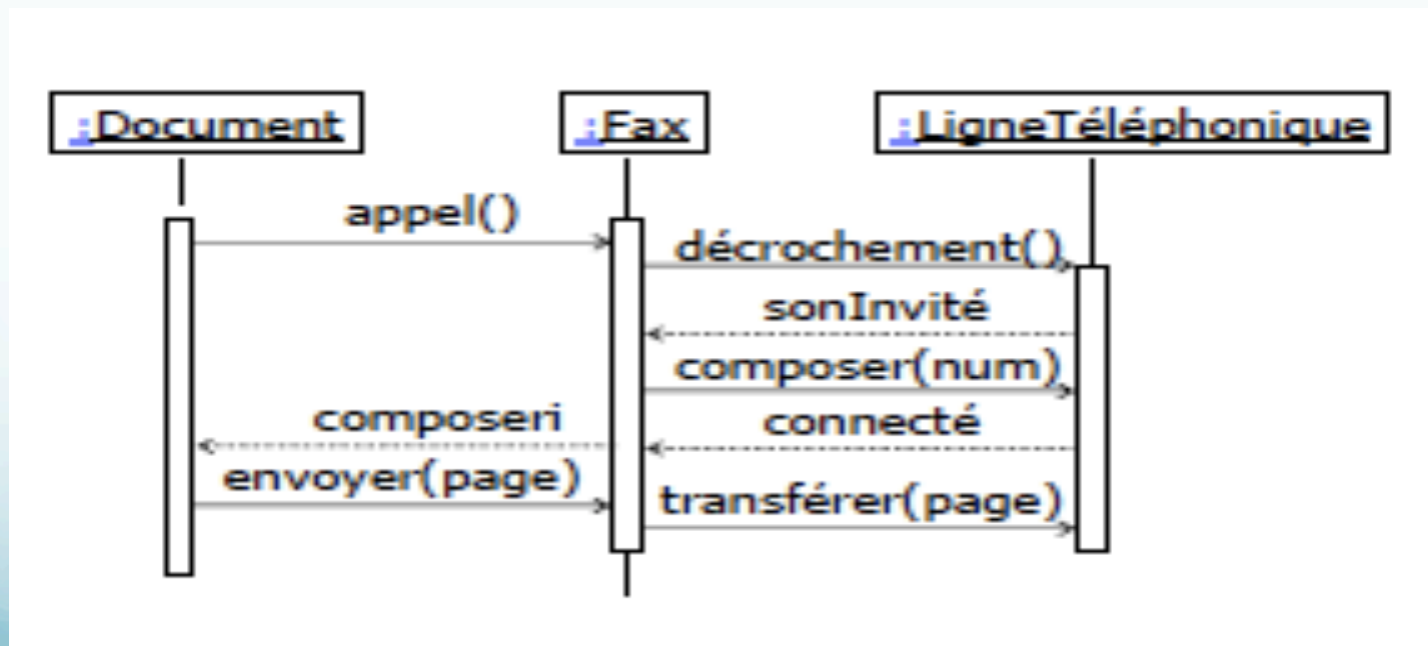 :Document
:Fax
:LigneTéléphonique
appel()
décrochement()
sonInvité
composer(num)
composeri
connecté
envoyer(page)
transférer(page)